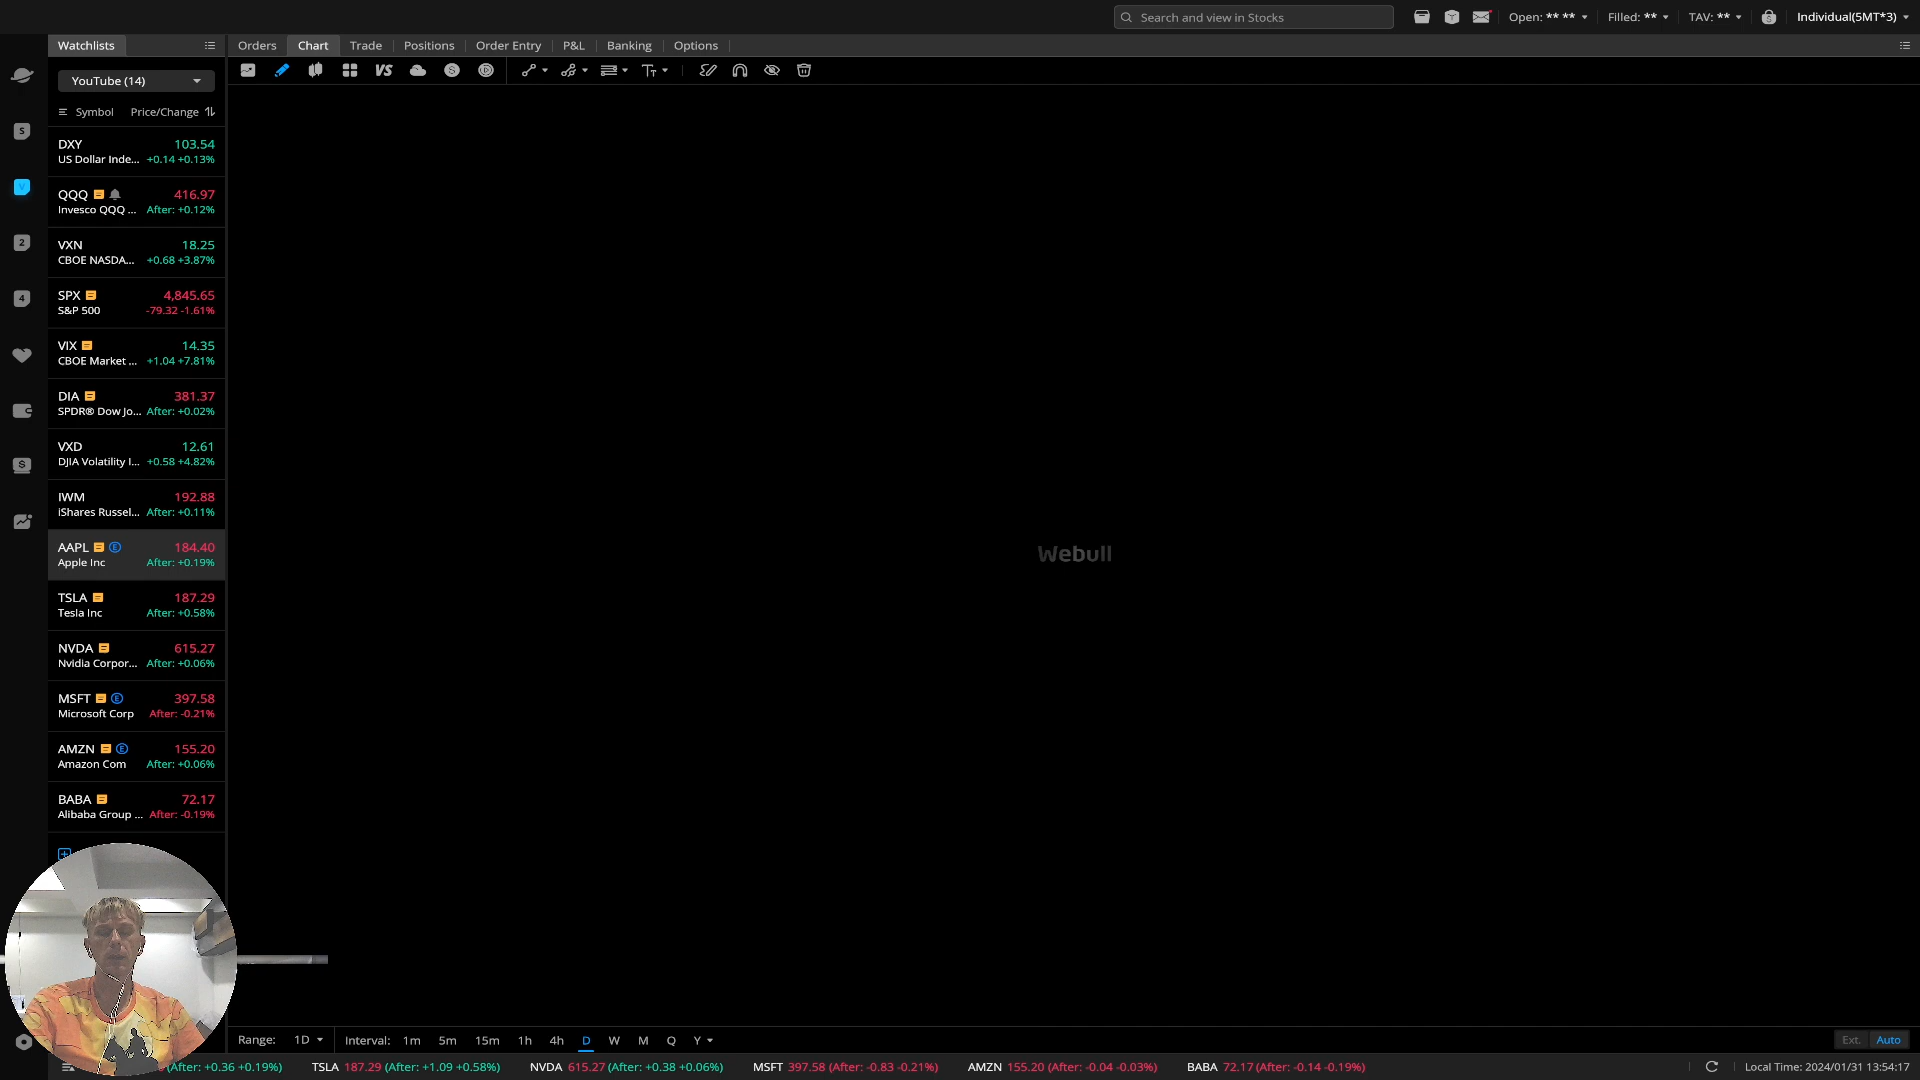 Search and view in Stocks
Open: ** **
Filled: **
TAV: **
Individual(5MT*3)
Watchlists
Orders
Chart
Trade
Positions
Order Entry
P&L
Banking
Options
YouTube (14)
VS
Symbol
Price/Change
DXY 103.54
US Dollar Inde... +0.14 +0.13%
QQQ 416.97
Invesco QQQ ... After: +0.12%
VXN 18.25
CBOE NASDA... +0.68 +3.87%
SPX 4,845.65
S&P 500 -79.32 -1.61%
VIX 14.35
CBOE Market ... +1.04 +7.81%
DIA 381.37
SPDR® Dow Jo... After: +0.02%
VXD 12.61
DJIA Volatility I... +0.58 +4.82%
IWM 192.88
iShares Russel... After: +0.11%
AAPL E 184.40
Apple Inc After: +0.19%
TSLA 187.29
Tesla Inc After: +0.58%
NVDA 615.27
Nvidia Corpor... After: +0.06%
MSFT E 397.58
Microsoft Corp After: -0.21%
AMZN E 155.20
Amazon Com After: +0.06%
BABA 72.17
Alibaba Group ... After: -0.19%
Webull
Range: 1D
Interval: 1m 5m 15m 1h 4h D W M Q Y
Ext. Auto
(After: +0.36 +0.19%)
TSLA 187.29 (After: +1.09 +0.58%)
NVDA 615.27 (After: +0.38 +0.06%)
MSFT 397.58 (After: -0.83 -0.21%)
AMZN 155.20 (After: -0.04 -0.03%)
BABA 72.17 (After: -0.14 -0.19%)
Local Time: 2024/01/31 13:54:17